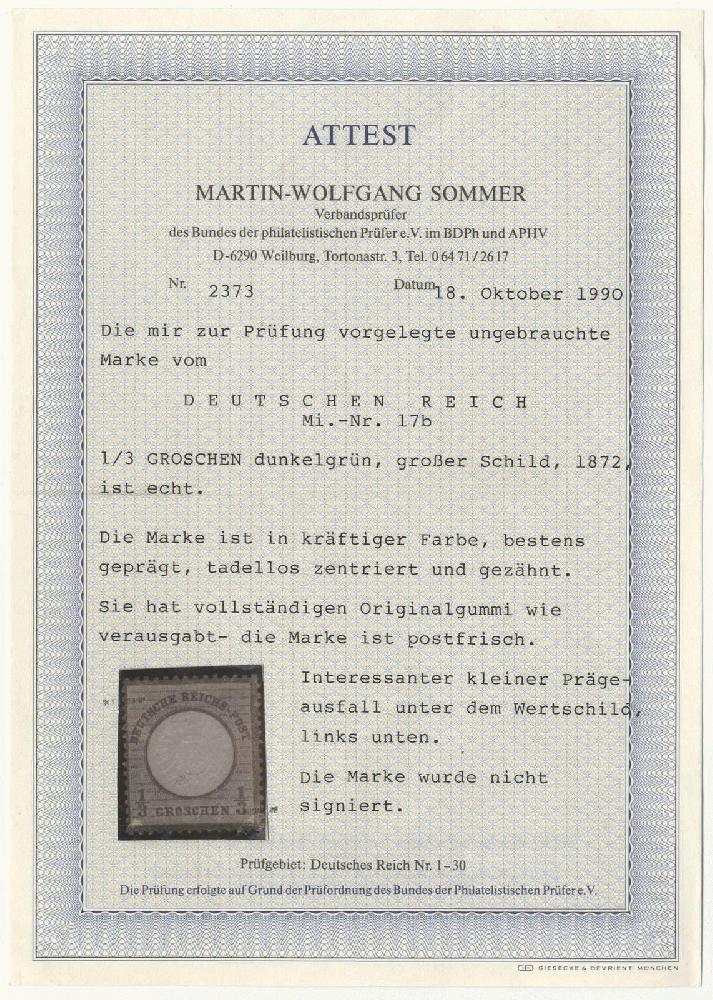 ATTEST
MARTIN-WOLFGANG SOMMER
Verbandsprüfer
des Bundes der philatelistischen Prüfer e.V. im BDPh und APHV
D-6290 Weilburg, Tortonastr. 3, Tel. 0 64 71 / 26 17
Nr. 2373 Datum 18. Oktober 1990
Die mir zur Prüfung vorgelegte ungebrauchte
Marke vom
D E U T S C H E N  R E I C H
Mi.-Nr. 17b
1/3 GROSCHEN dunkelgrün, großer Schild, 1872,
ist echt.
Die Marke ist in kräftiger Farbe, bestens
geprägt, tadellos zentriert und gezähnt.
Sie hat vollständigen Originalgummi wie
verausgabt- die Marke ist postfrisch.
Interessanter kleiner Präge-
ausfall unter dem Wertschild,
links unten.
Die Marke wurde nicht
signiert.
DEUTSCHE REICHS-POST
1/3 GROSCHEN 1/3
Prüfgebiet: Deutsches Reich Nr. 1-30
Die Prüfung erfolgte auf Grund der Prüfordnung des Bundes der Philatelistischen Prüfer e.V.
GIESECKE & DEVRIENT MÜNCHEN